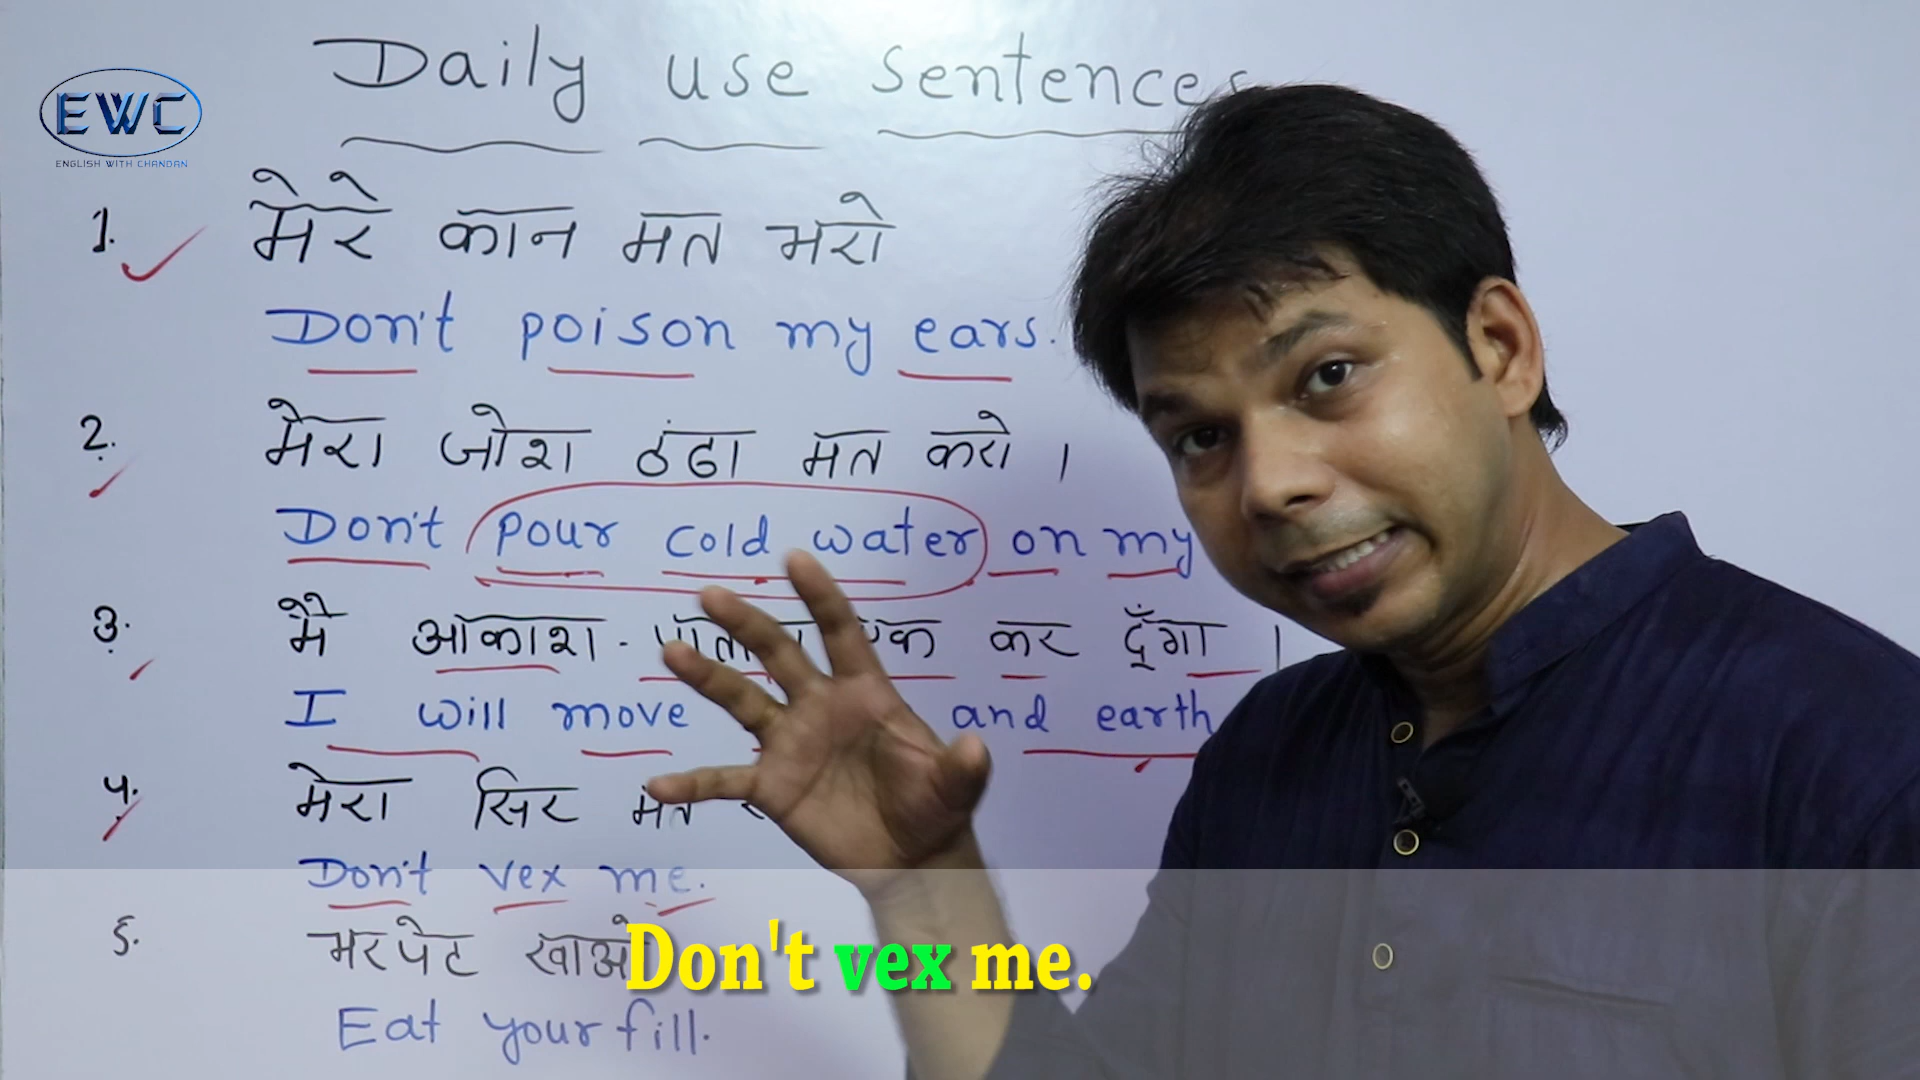 Daily use sentences
EWC
ENGLISH WITH CHANDAN
1. मेरे कान मत भरो
Don't poison my ears.
2. मेरा जोश ठंढा मत करो ।
Don't pour cold water on my
3. मैं आकाश - एक कर दूँगा ।
I will move and earth
4. मेरा सिर मत
Don't vex me.
5. भरपेट खाओ
Don't vex me.
Eat your fill.